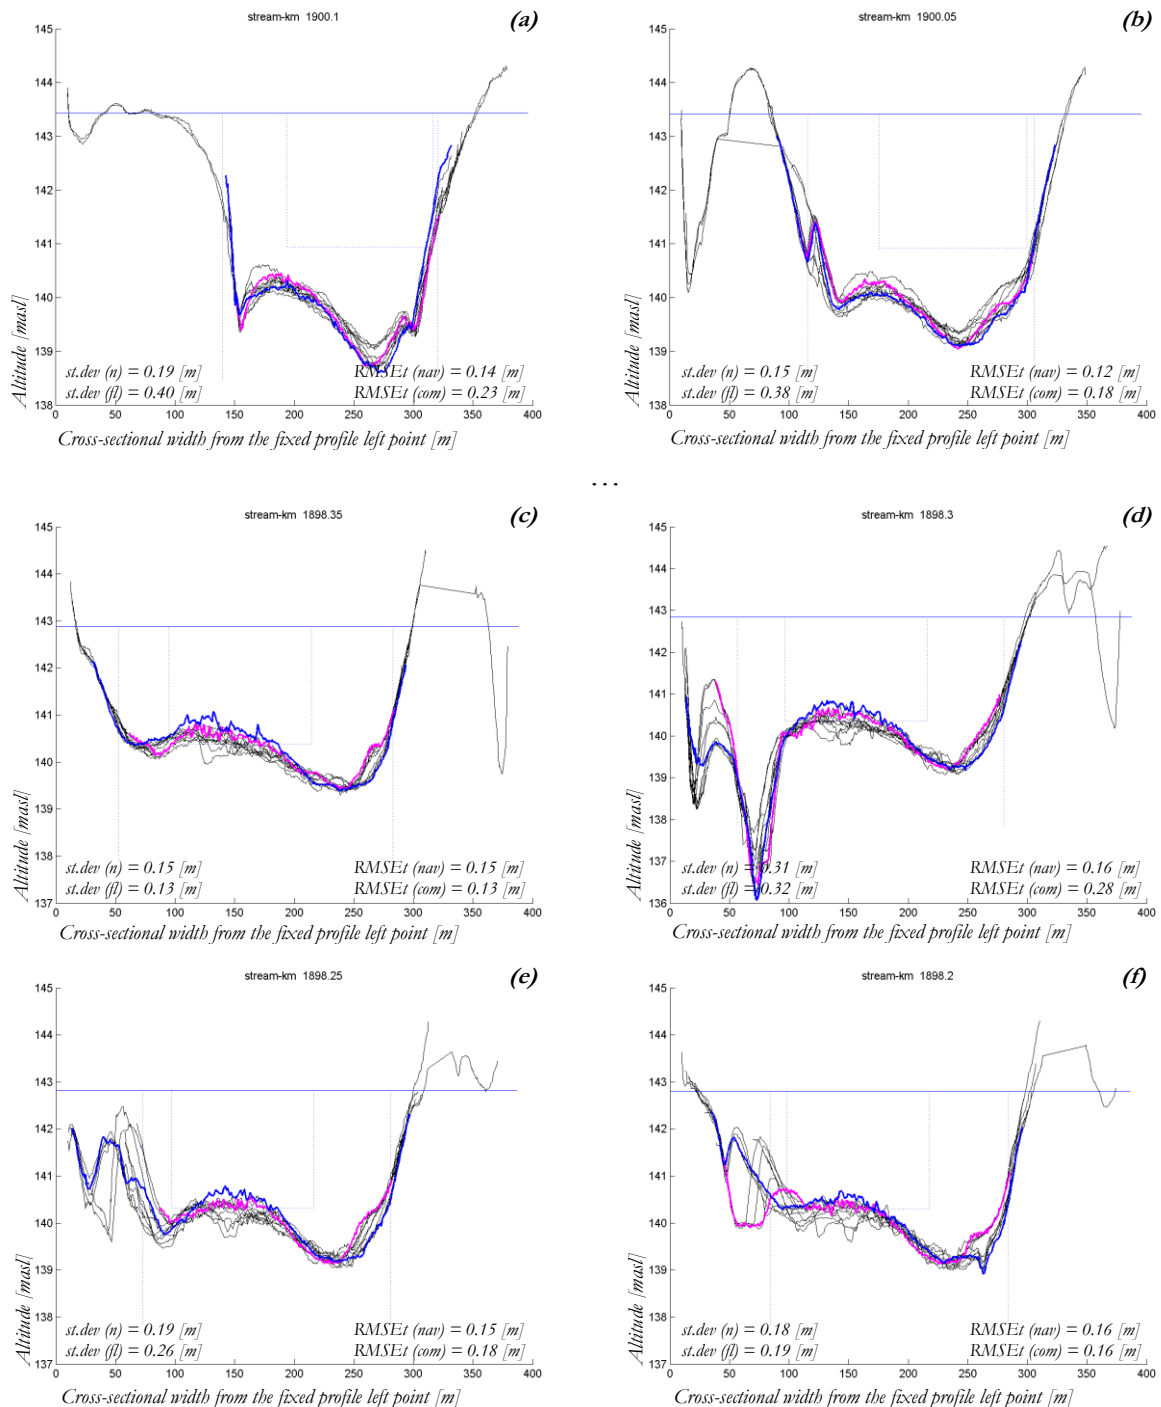 stream-km 1900.1
(a)
145
144
143
142
141
140
139
138
Altitude [masl]
st.dev (n) = 0.19 [m]
RMSEt (nav) = 0.14 [m]
st.dev (fl) = 0.40 [m]
RMSEt (com) = 0.23 [m]
0 50 100 150 200 250 300 350 400
Cross-sectional width from the fixed profile left point [m]
stream-km 1900.05
(b)
145
144
143
142
141
140
139
138
Altitude [masl]
st.dev (n) = 0.15 [m]
RMSEt (nav) = 0.12 [m]
st.dev (fl) = 0.38 [m]
RMSEt (com) = 0.18 [m]
0 50 100 150 200 250 300 350 400
Cross-sectional width from the fixed profile left point [m]
...
stream-km 1898.35
(c)
145
144
143
142
141
140
139
138
137
Altitude [masl]
st.dev (n) = 0.15 [m]
RMSEt (nav) = 0.15 [m]
st.dev (fl) = 0.13 [m]
RMSEt (com) = 0.13 [m]
0 50 100 150 200 250 300 350 400
Cross-sectional width from the fixed profile left point [m]
stream-km 1898.3
(d)
145
144
143
142
141
140
139
138
137
136
Altitude [masl]
st.dev (n) = 0.31 [m]
RMSEt (nav) = 0.16 [m]
st.dev (fl) = 0.32 [m]
RMSEt (com) = 0.28 [m]
0 50 100 150 200 250 300 350 400
Cross-sectional width from the fixed profile left point [m]
stream-km 1898.25
(e)
145
144
143
142
141
140
139
138
137
Altitude [masl]
st.dev (n) = 0.19 [m]
RMSEt (nav) = 0.15 [m]
st.dev (fl) = 0.26 [m]
RMSEt (com) = 0.18 [m]
0 50 100 150 200 250 300 350 400
Cross-sectional width from the fixed profile left point [m]
stream-km 1898.2
(f)
145
144
143
142
141
140
139
138
137
Altitude [masl]
st.dev (n) = 0.18 [m]
RMSEt (nav) = 0.16 [m]
st.dev (fl) = 0.19 [m]
RMSEt (com) = 0.16 [m]
0 50 100 150 200 250 300 350 400
Cross-sectional width from the fixed profile left point [m]